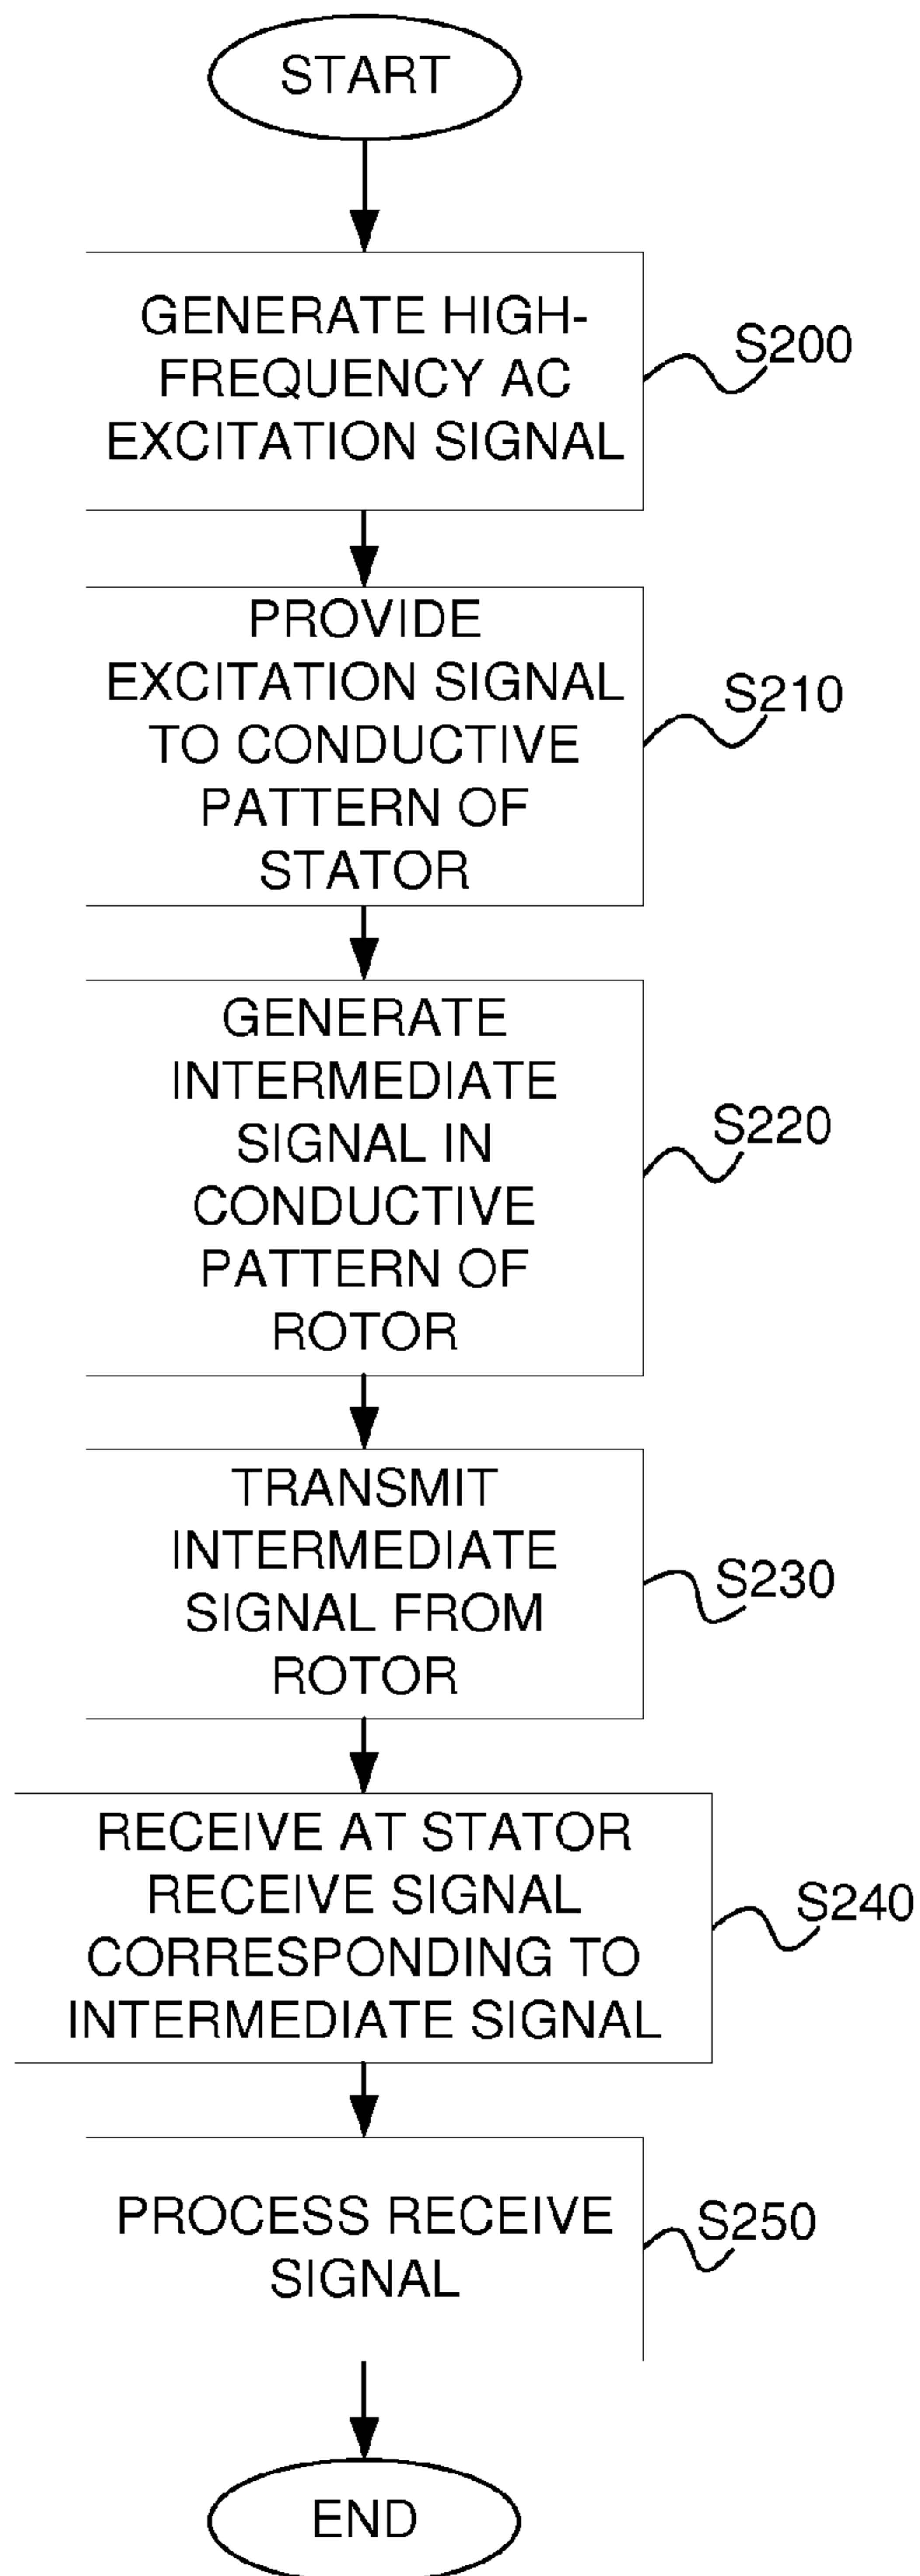 START
GENERATE HIGH-
FREQUENCY AC
EXCITATION SIGNAL
S200
PROVIDE
EXCITATION SIGNAL
TO CONDUCTIVE
PATTERN OF
STATOR
S210
GENERATE
INTERMEDIATE
SIGNAL IN
CONDUCTIVE
PATTERN OF
ROTOR
S220
TRANSMIT
INTERMEDIATE
SIGNAL FROM
ROTOR
S230
RECEIVE AT STATOR
RECEIVE SIGNAL
CORRESPONDING TO
INTERMEDIATE SIGNAL
S240
PROCESS RECEIVE
SIGNAL
S250
END